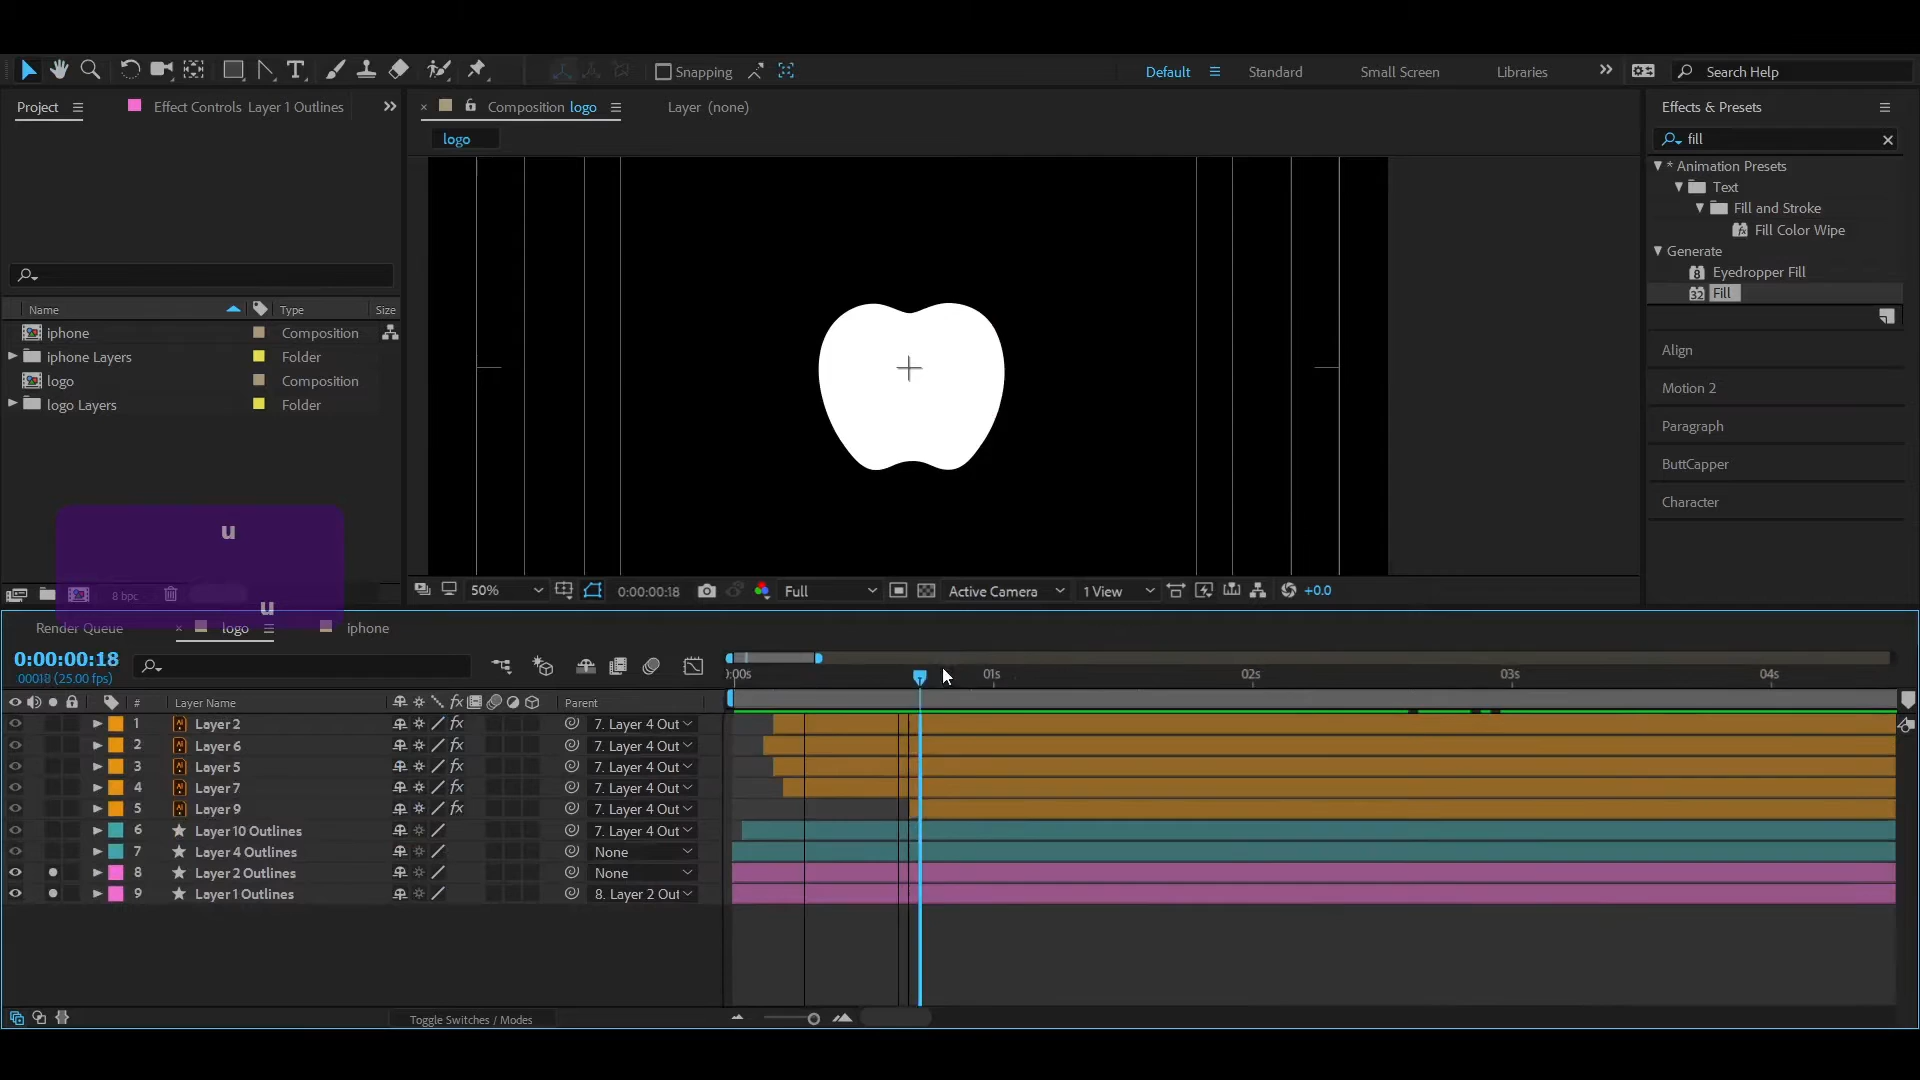 Snapping
Default
Standard
Small Screen
Libraries
Search Help
Project
Effect Controls Layer 1 Outlines
Composition logo
Layer (none)
Effects & Presets
logo
fill
* Animation Presets
Text
Fill and Stroke
Fill Color Wipe
Generate
Eyedropper Fill
32 Fill
Name
Type
Size
iphone
Composition
iphone Layers
Folder
logo
Composition
logo Layers
Folder
Align
Motion 2
Paragraph
ButtCapper
Character
u
u
8 bpc
50%
0:00:00:18
Full
Active Camera
1 View
+0.0
Render Queue
logo
iphone
0:00:00:18
00018 (25.00 fps)
):00s
01s
02s
03s
04s
#
Layer Name
fx
Parent
1
Layer 2
fx
7. Layer 4 Out
2
Layer 6
fx
7. Layer 4 Out
3
Layer 5
fx
7. Layer 4 Out
4
Layer 7
fx
7. Layer 4 Out
5
Layer 9
fx
7. Layer 4 Out
6
Layer 10 Outlines
7. Layer 4 Out
7
Layer 4 Outlines
None
8
Layer 2 Outlines
None
9
Layer 1 Outlines
8. Layer 2 Out
Toggle Switches / Modes